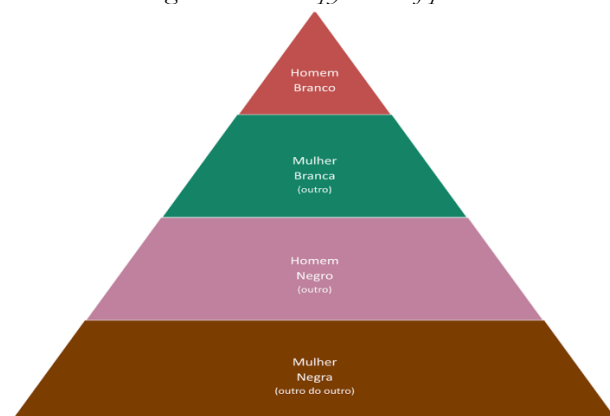 Homem
Branco
Mulher
Branca
(outro)
Homem
Negro
(outro)
Mulher
Negra
(outro do outro)